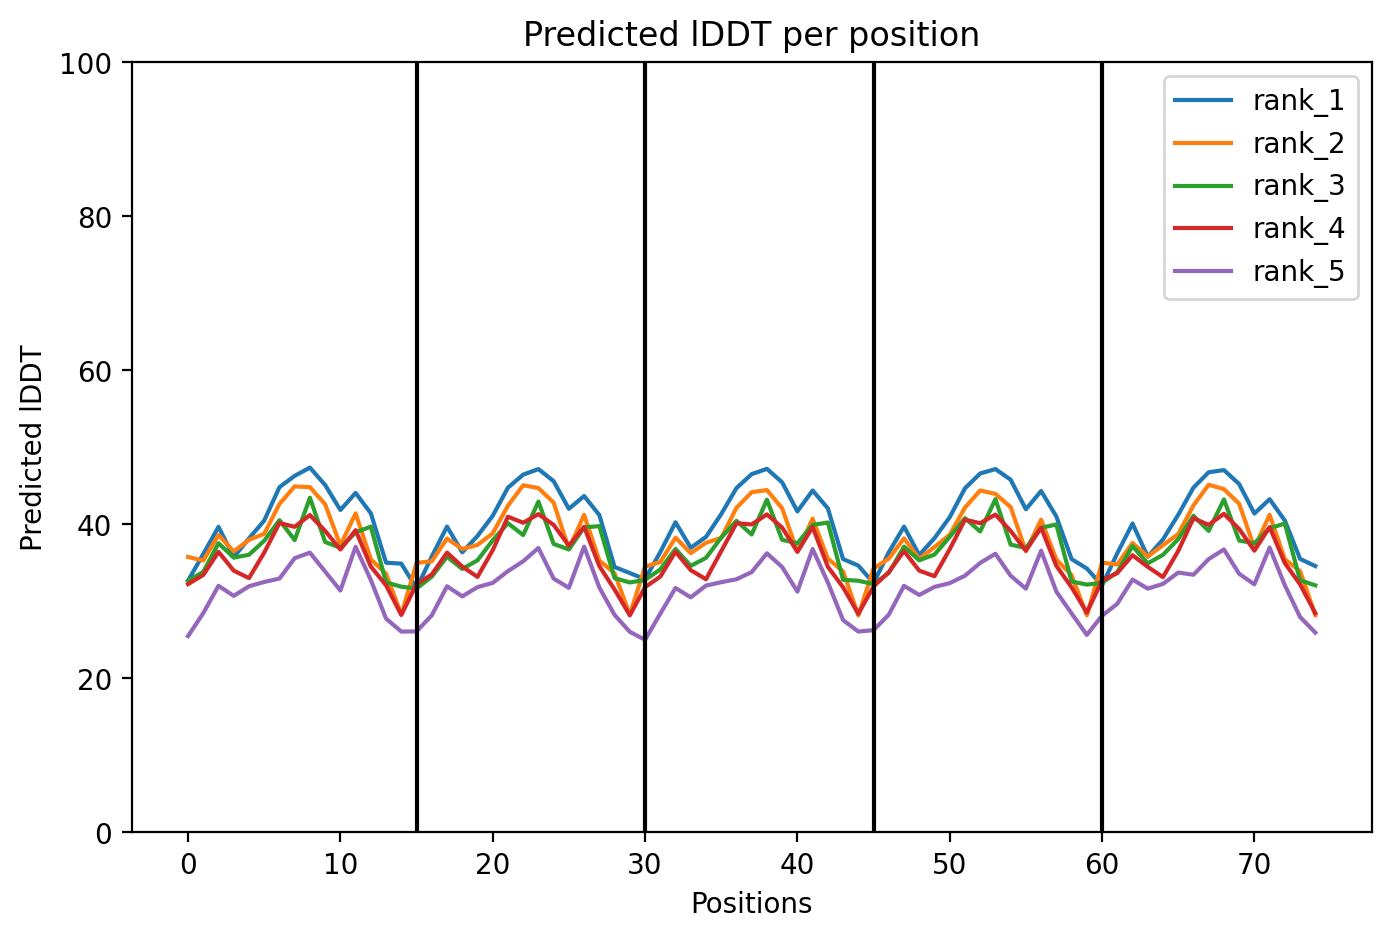 Predicted lDDT per position
Predicted lDDT
100
80
60
40
20
0
rank_1
rank_2
rank_3
rank_4
rank_5
0 10 20 30 40 50 60 70
Positions